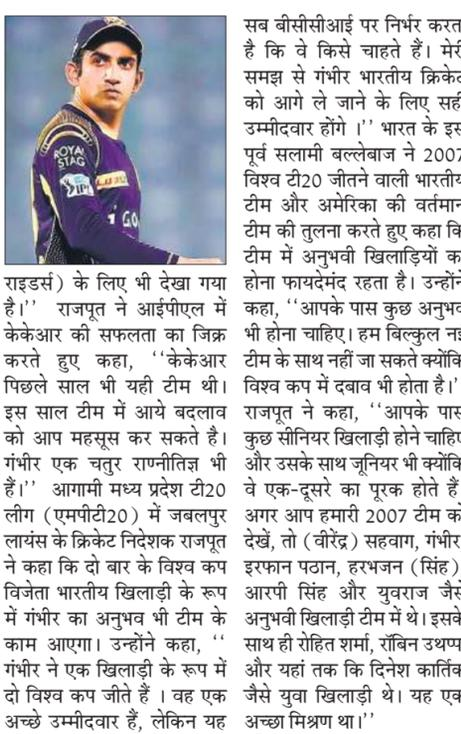 ROYAL
STAG
IPL
राइडर्स) के लिए भी देखा गया
है।’’ राजपूत ने आईपीएल में
केकेआर की सफलता का जिक्र
करते हुए कहा, ‘‘केकेआर
पिछले साल भी यही टीम थी।
इस साल टीम में आये बदलाव
को आप महसूस कर सकते है।
गंभीर एक चतुर राणनीतिज्ञ भी
हैं।’’ आगामी मध्य प्रदेश टी20
लीग (एमपीटी20) में जबलपुर
लायंस के क्रिकेट निदेशक राजपूत
ने कहा कि दो बार के विश्व कप
विजेता भारतीय खिलाड़ी के रूप
में गंभीर का अनुभव भी टीम के
काम आएगा। उन्होंने कहा, ‘‘
गंभीर ने एक खिलाड़ी के रूप में
दो विश्व कप जीते हैं । वह एक
अच्छे उम्मीदवार हैं, लेकिन यह
सब बीसीसीआई पर निर्भर करत
है कि वे किसे चाहते हैं। मेरी
समझ से गंभीर भारतीय क्रिकेट
को आगे ले जाने के लिए सही
उम्मीदवार होंगे ।’’ भारत के इस
पूर्व सलामी बल्लेबाज ने 2007
विश्व टी20 जीतने वाली भारतीय
टीम और अमेरिका की वर्तमान
टीम की तुलना करते हुए कहा कि
टीम में अनुभवी खिलाड़ियों क
होना फायदेमंद रहता है। उन्होंने
कहा, ‘‘आपके पास कुछ अनुभव
भी होना चाहिए। हम बिल्कुल नइ
टीम के साथ नहीं जा सकते क्योंकि
विश्व कप में दबाव भी होता है।’
राजपूत ने कहा, ‘‘आपके पास
कुछ सीनियर खिलाड़ी होने चाहिए
और उसके साथ जूनियर भी क्योंकि
वे एक-दूसरे का पूरक होते हैं
अगर आप हमारी 2007 टीम को
देखें, तो (वीरेंद्र) सहवाग, गंभीर
इरफान पठान, हरभजन (सिंह)
आरपी सिंह और युवराज जैसे
अनुभवी खिलाड़ी टीम में थे। इसके
साथ ही रोहित शर्मा, रॉबिन उथप्प
और यहां तक कि दिनेश कार्तिक
जैसे युवा खिलाड़ी थे। यह एक
अच्छा मिश्रण था।’’